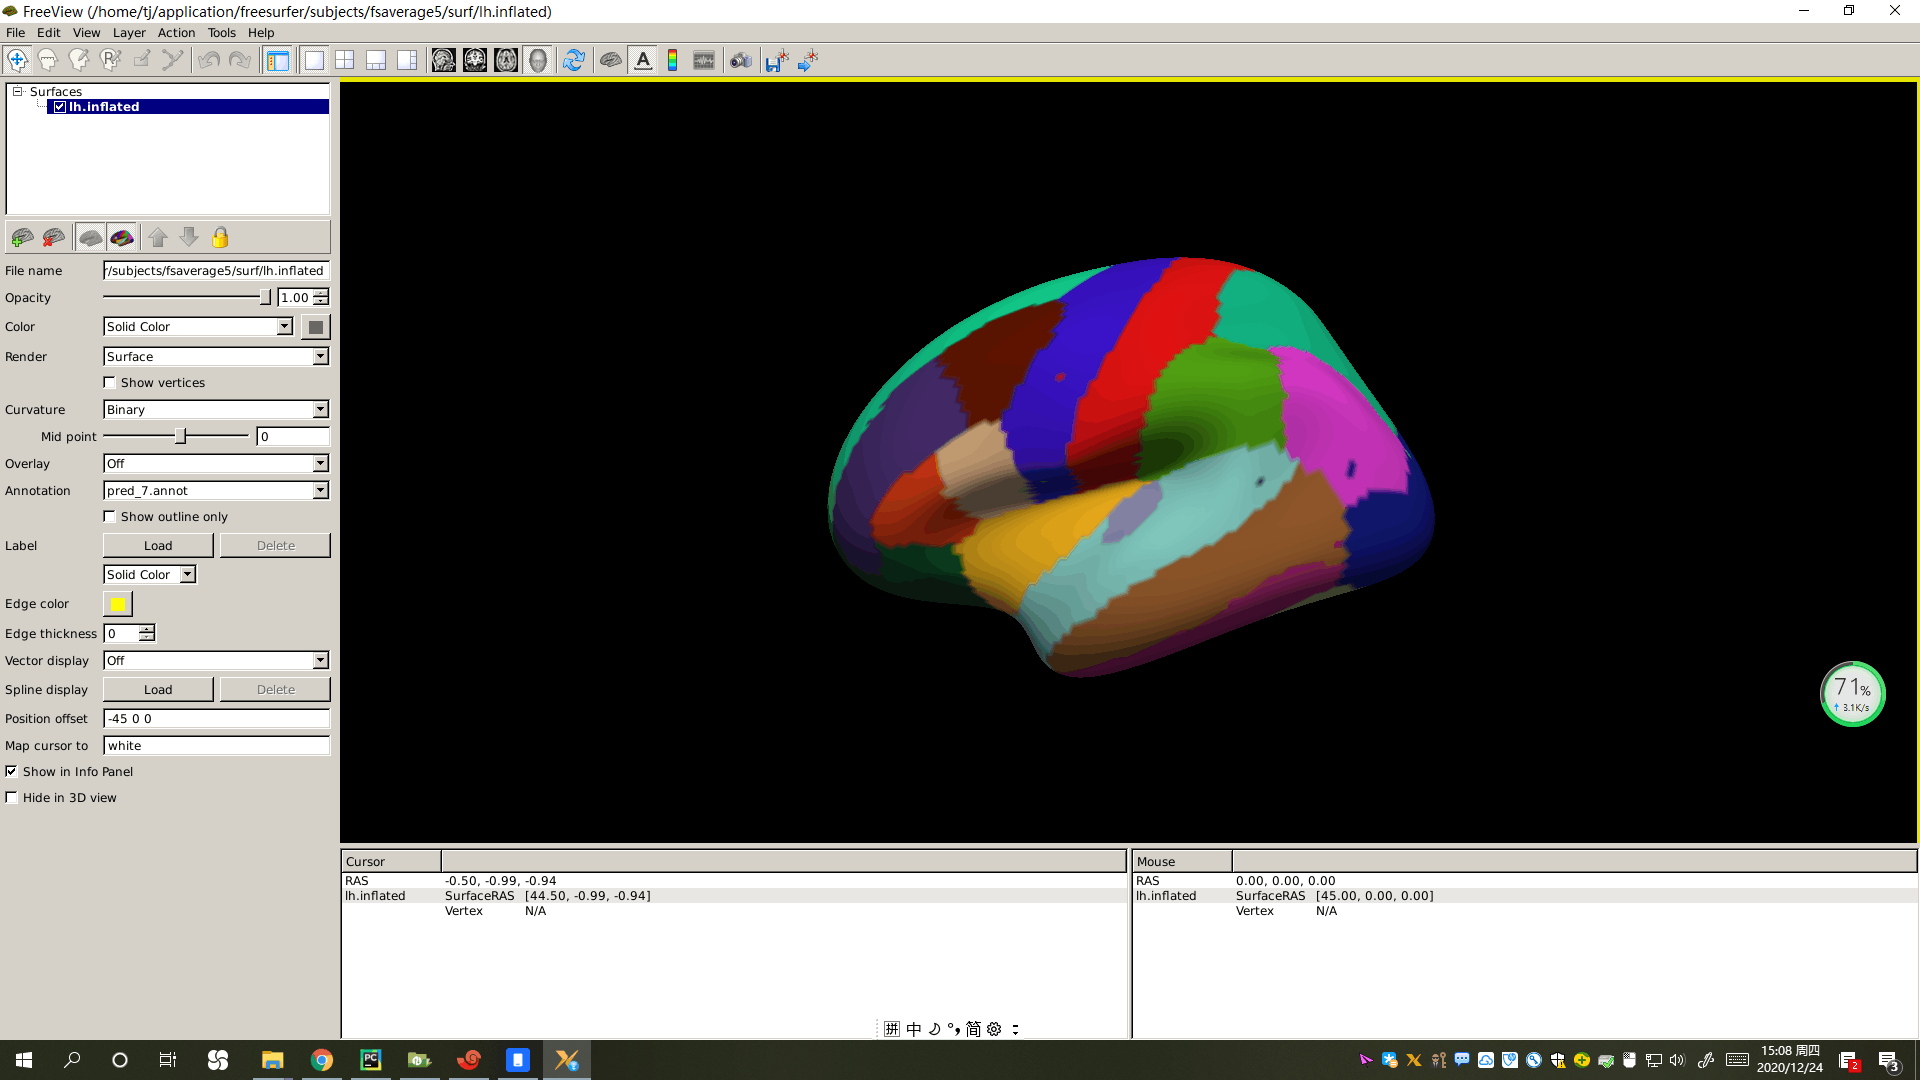 FreeView (/home/tj/application/freesurfer/subjects/fsaverage5/surf/lh.inflated)
File Edit View Layer Action Tools Help
Surfaces
lh.inflated
File name r/subjects/fsaverage5/surf/lh.inflated
Opacity 1.00
Color Solid Color
Render Surface
Show vertices
Curvature Binary
Mid point 0
Overlay Off
Annotation pred_7.annot
Show outline only
Label Load Delete
Solid Color
Edge color
Edge thickness 0
Vector display Off
Spline display Load Delete
Position offset -45 0 0
Map cursor to white
Show in Info Panel
Hide in 3D view
71%
3.1K/s
Cursor
RAS -0.50, -0.99, -0.94
lh.inflated SurfaceRAS [44.50, -0.99, -0.94]
Vertex N/A
Mouse
RAS 0.00, 0.00, 0.00
lh.inflated SurfaceRAS [45.00, 0.00, 0.00]
Vertex N/A
拼 中 简
PC
15:08 周四
2020/12/24
2
3